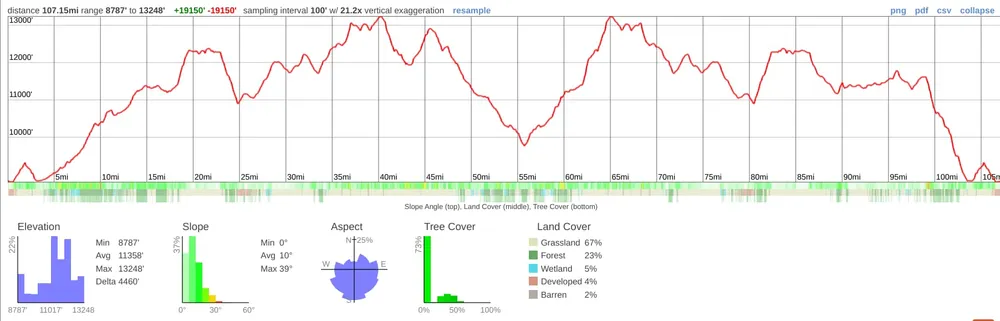 distance 107.15mi range 8787' to 13248' +19150' -19150' sampling interval 100' w/ 21.2x vertical exaggeration resample png pdf csv collapse
13000'
12000'
11000'
10000'
5mi 10mi 15mi 20mi 25mi 30mi 35mi 40mi 45mi 50mi 55mi 60mi 65mi 70mi 75mi 80mi 85mi 90mi 95mi 100mi 105mi
Slope Angle (top), Land Cover (middle), Tree Cover (bottom)
Elevation
22%
Min 8787'
Avg 11358'
Max 13248'
Delta 4460'
8787' 11017' 13248
Slope
37%
Min 0°
Avg 10°
Max 39°
0° 30° 60°
Aspect
N 25%
W E
S
Tree Cover
73%
0% 50% 100%
Land Cover
Grassland 67%
Forest 23%
Wetland 5%
Developed 4%
Barren 2%